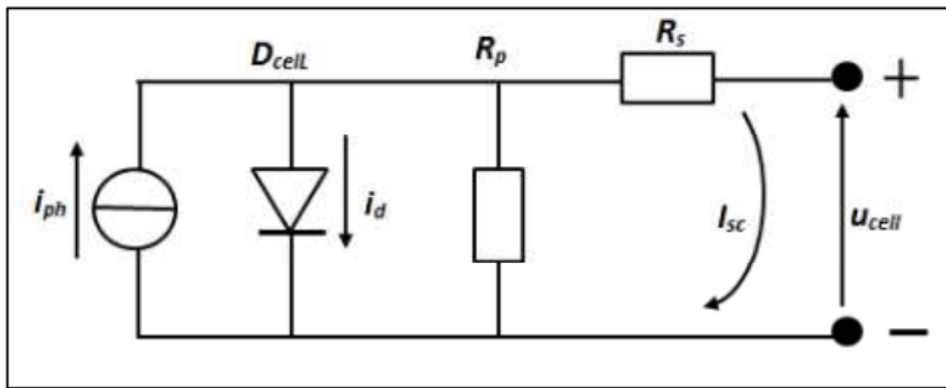 R_s
D_cellL R_p
+
i_ph i_d I_sc u_cell
−